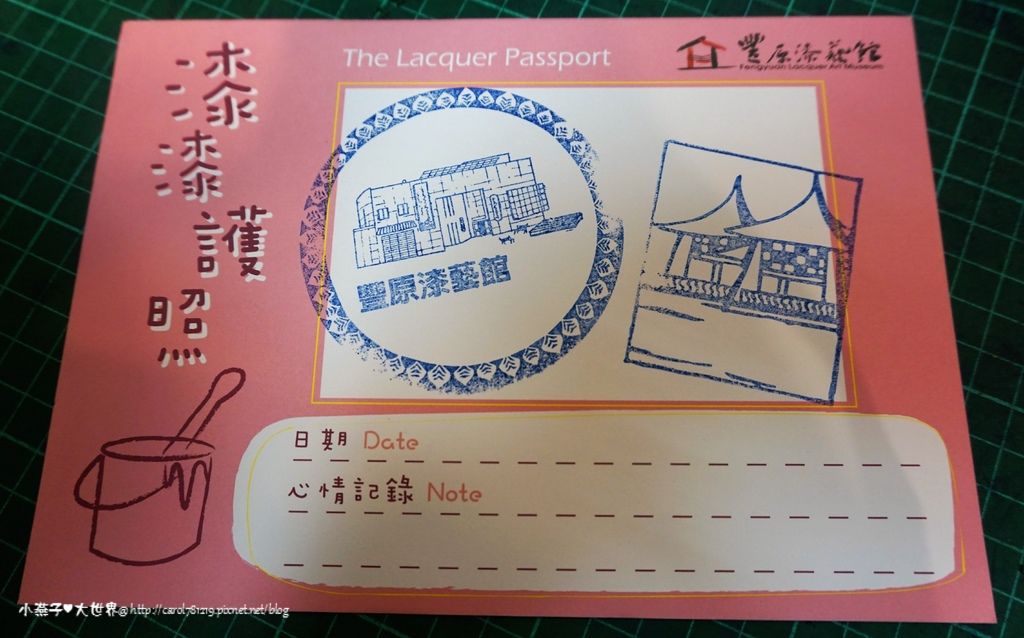 漆漆護照
The Lacquer Passport
豐原漆藝館
Fengyuan Lacquer Art Museum
豐原漆藝館
日期 Date
心情記錄 Note
小燕子♥大世界@http://carol781219.pixnet.net/blog